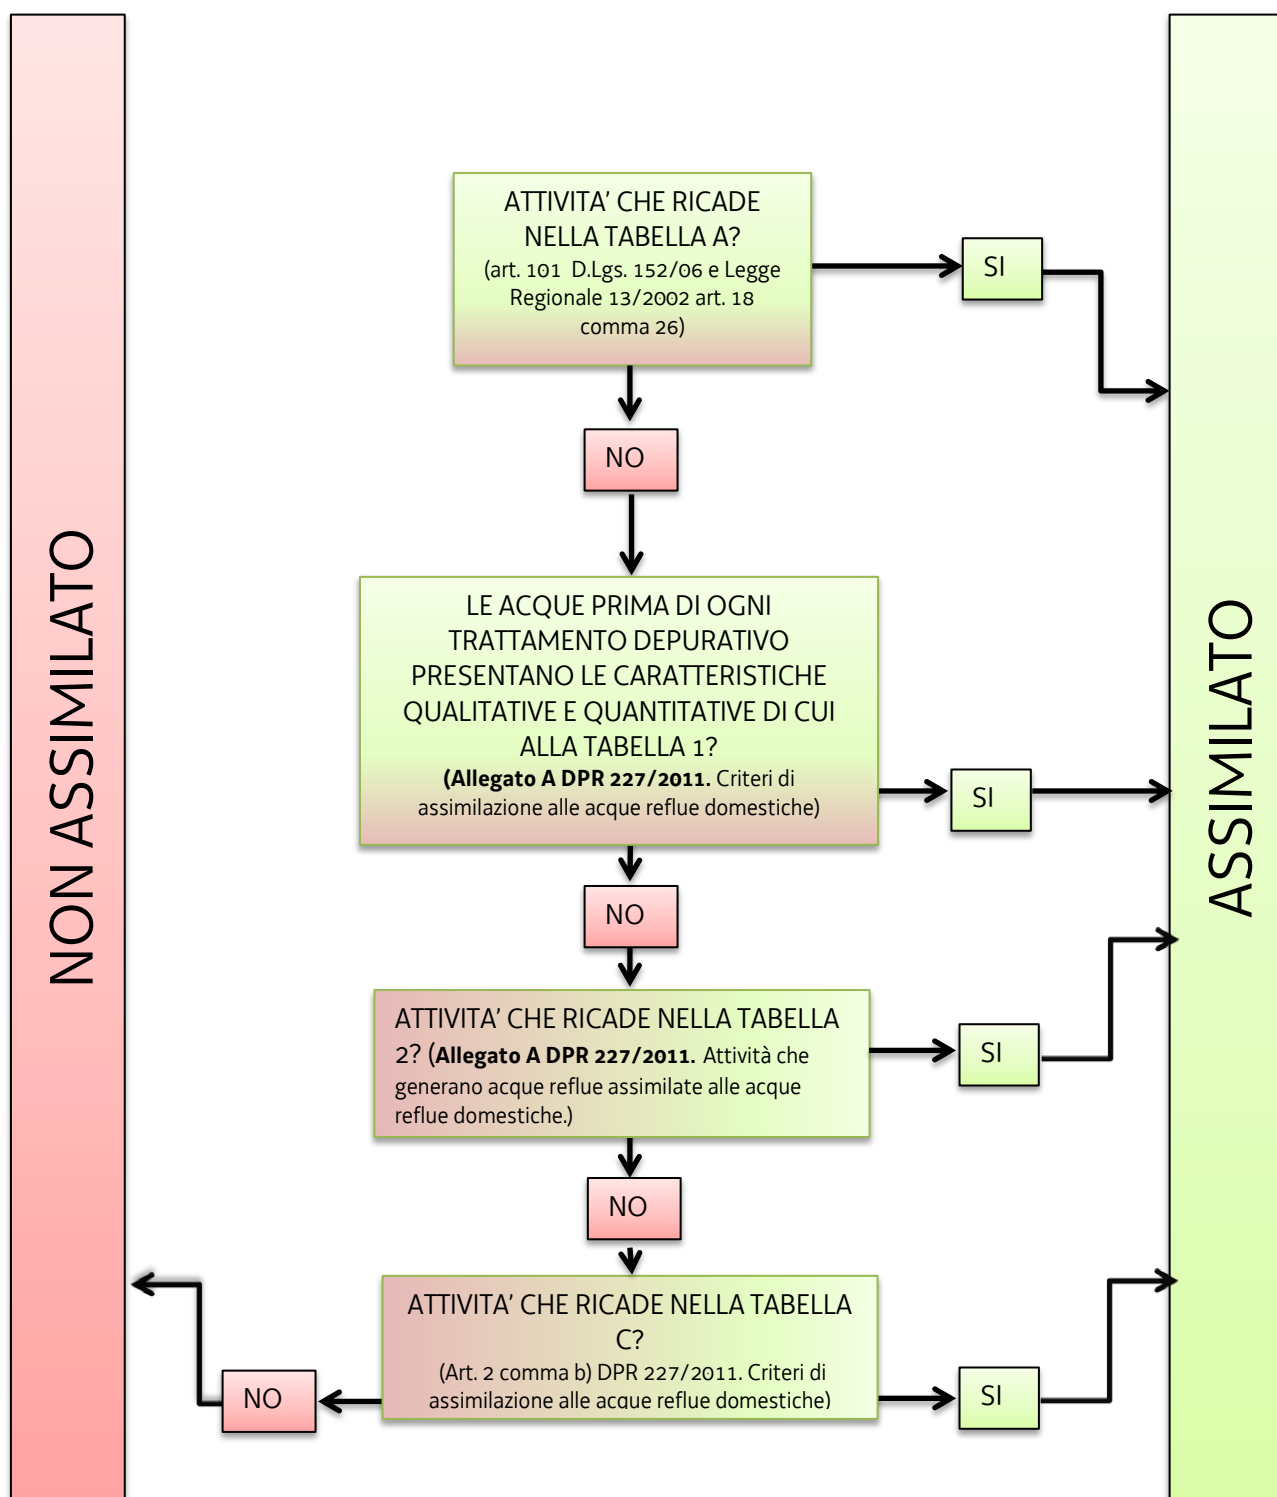 NON ASSIMILATO
ATTIVITA’ CHE RICADE
NELLA TABELLA A?
(art. 101 D.Lgs. 152/06 e Legge
Regionale 13/2002 art. 18
comma 26)
SI
NO
LE ACQUE PRIMA DI OGNI
TRATTAMENTO DEPURATIVO
PRESENTANO LE CARATTERISTICHE
QUALITATIVE E QUANTITATIVE DI CUI
ALLA TABELLA 1?
(Allegato A DPR 227/2011. Criteri di
assimilazione alle acque reflue domestiche)
SI
NO
ATTIVITA’ CHE RICADE NELLA TABELLA
2? (Allegato A DPR 227/2011. Attività che
generano acque reflue assimilate alle acque
reflue domestiche.)
SI
NO
ATTIVITA’ CHE RICADE NELLA TABELLA
C?
(Art. 2 comma b) DPR 227/2011. Criteri di
assimilazione alle acque reflue domestiche)
NO
SI
ASSIMILATO